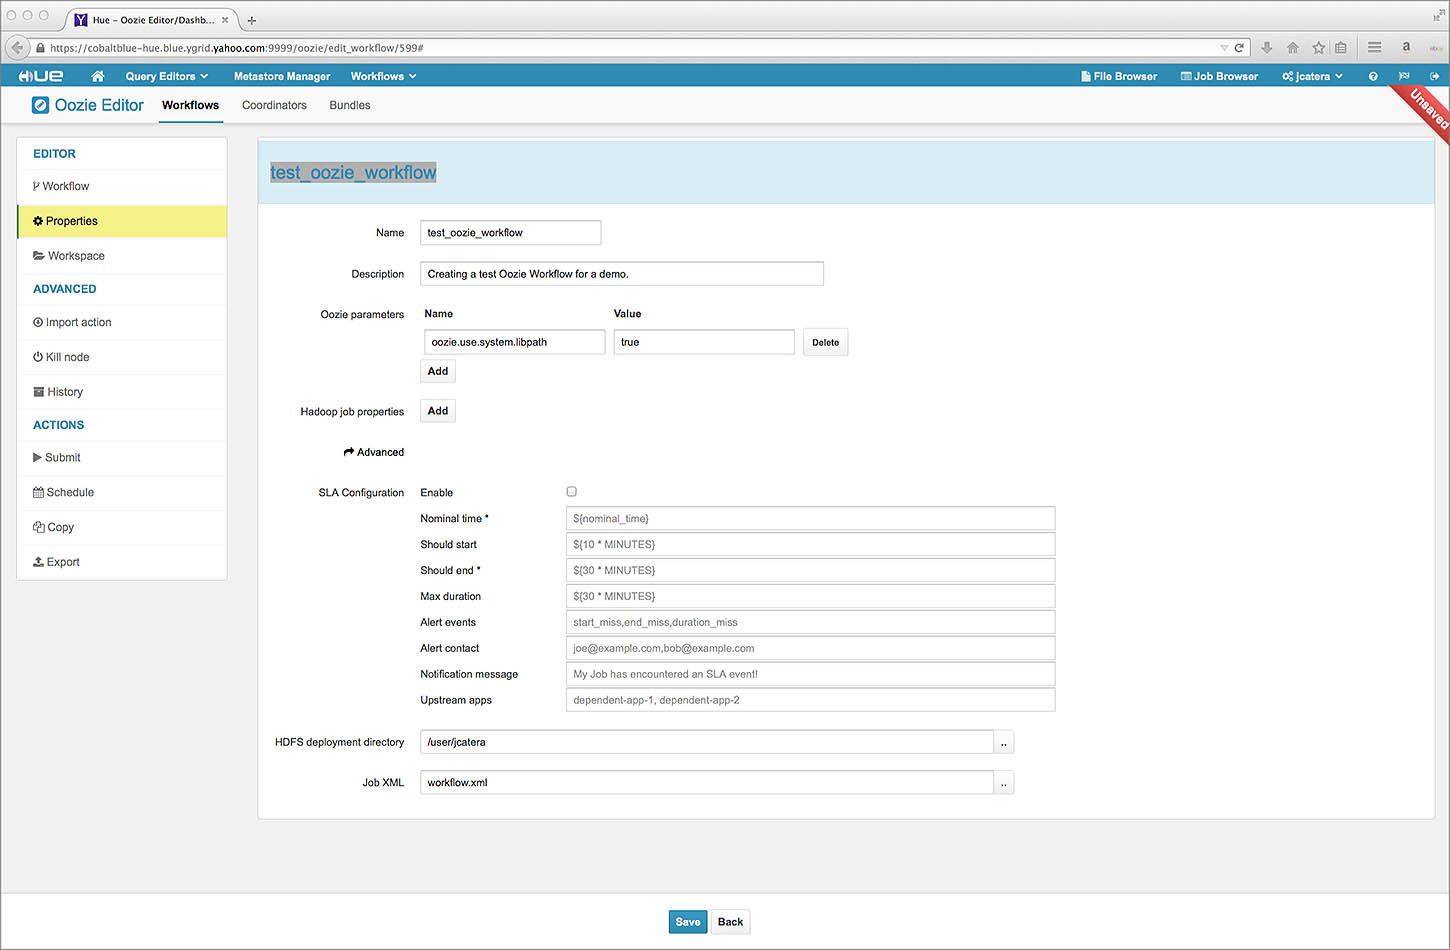 Hue – Oozie Editor/Dashb...
https://cobaltblue-hue.blue.ygrid.yahoo.com:9999/oozie/edit_workflow/599#
HUE Query Editors Metastore Manager Workflows File Browser Job Browser jcatera
Oozie Editor Workflows Coordinators Bundles
Unsaved
EDITOR
Workflow
Properties
Workspace
ADVANCED
Import action
Kill node
History
ACTIONS
Submit
Schedule
Copy
Export
test_oozie_workflow
Name test_oozie_workflow
Description Creating a test Oozie Workflow for a demo.
Oozie parameters Name Value
oozie.use.system.libpath true Delete
Add
Hadoop job properties Add
Advanced
SLA Configuration Enable
Nominal time * ${nominal_time}
Should start ${10 * MINUTES}
Should end * ${30 * MINUTES}
Max duration ${30 * MINUTES}
Alert events start_miss,end_miss,duration_miss
Alert contact joe@example.com,bob@example.com
Notification message My Job has encountered an SLA event!
Upstream apps dependent-app-1, dependent-app-2
HDFS deployment directory /user/jcatera ..
Job XML workflow.xml ..
Save Back